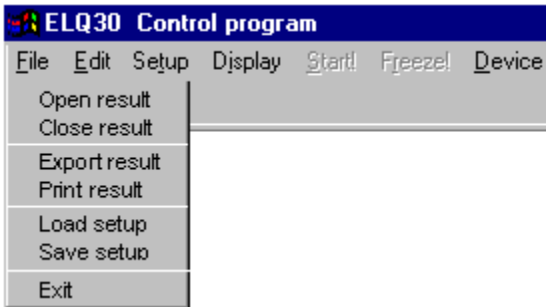 ELQ30 Control program
File Edit Setup Display Start! Freeze! Device
Open result
Close result
Export result
Print result
Load setup
Save setup
Exit